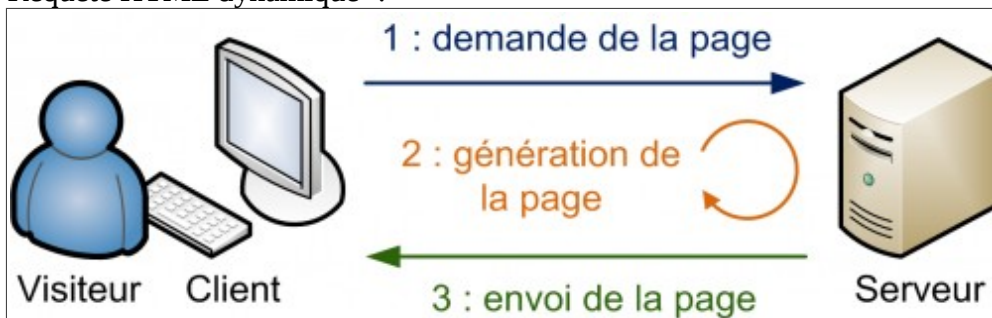 1 : demande de la page
2 : génération de
la page
3 : envoi de la page
Visiteur Client Serveur